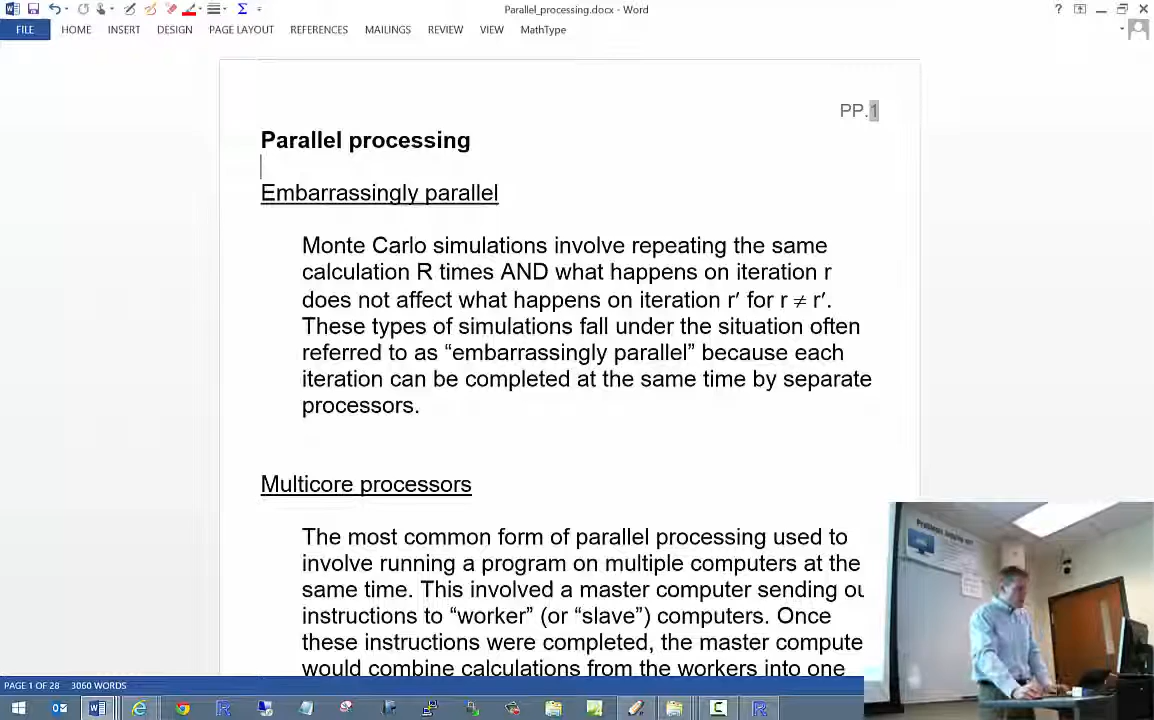 Parallel_processing.docx - Word
FILE HOME INSERT DESIGN PAGE LAYOUT REFERENCES MAILINGS REVIEW VIEW MathType
PP.1
Parallel processing
Embarrassingly parallel
Monte Carlo simulations involve repeating the same
calculation R times AND what happens on iteration r
does not affect what happens on iteration r′ for r ≠ r′.
These types of simulations fall under the situation often
referred to as “embarrassingly parallel” because each
iteration can be completed at the same time by separate
processors.
Multicore processors
The most common form of parallel processing used to
involve running a program on multiple computers at the
same time. This involved a master computer sending ou
instructions to “worker” (or “slave”) computers. Once
these instructions were completed, the master compute
would combine calculations from the workers into one
PAGE 1 OF 28 3060 WORDS